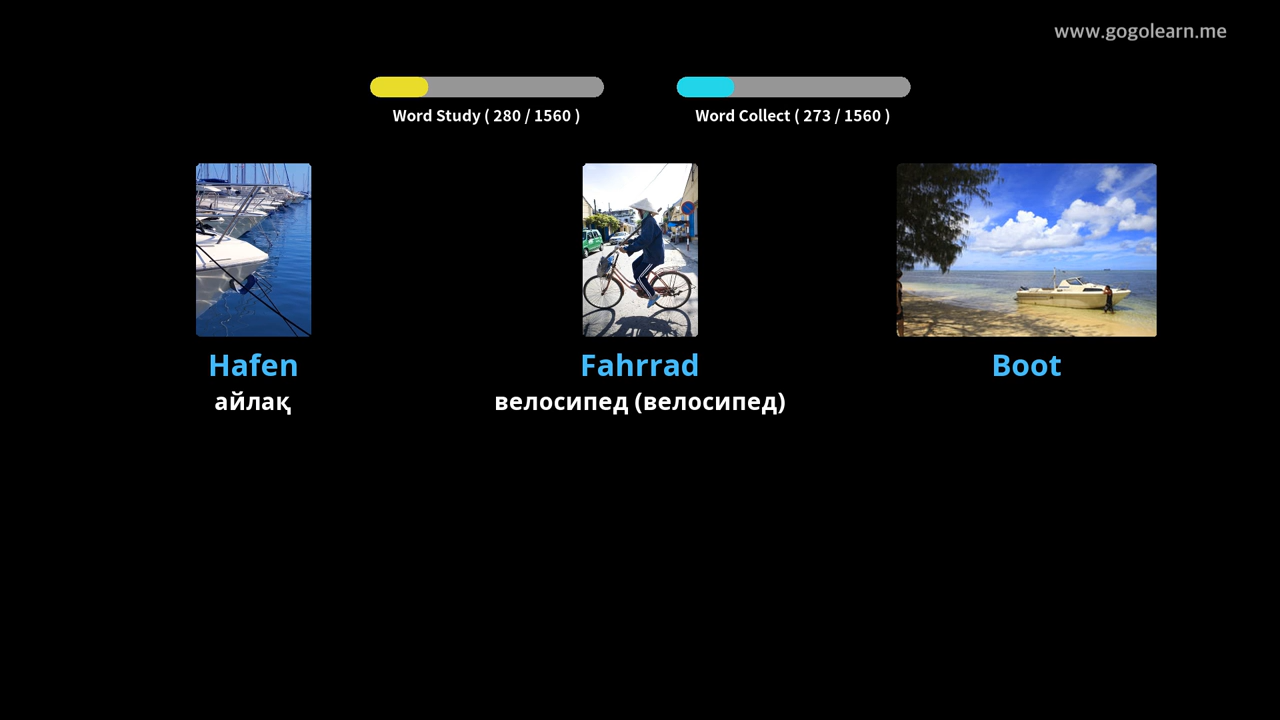 www.gogolearn.me
Word Study ( 280 / 1560 )
Word Collect ( 273 / 1560 )
Hafen
Fahrrad
Boot
айлақ
велосипед (велосипед)